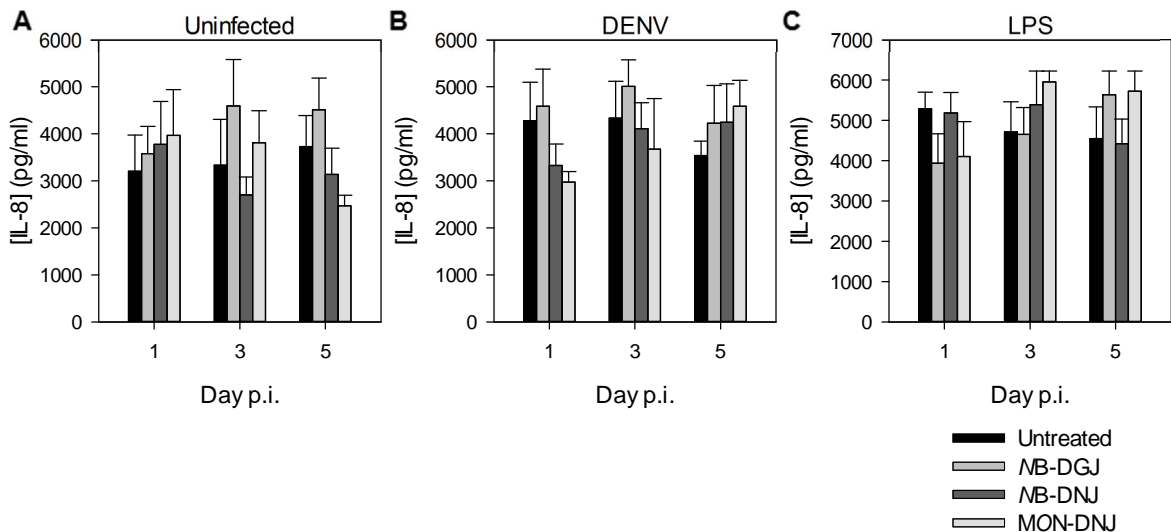 A Uninfected
6000
5000
4000
3000
2000
1000
0
[IL-8] (pg/ml)
1 3 5
Day p.i.
B DENV
6000
5000
4000
3000
2000
1000
0
[IL-8] (pg/ml)
1 3 5
Day p.i.
C LPS
7000
6000
5000
4000
3000
2000
1000
0
[IL-8] (pg/ml)
1 3 5
Day p.i.
Untreated
NB-DGJ
NB-DNJ
MON-DNJ